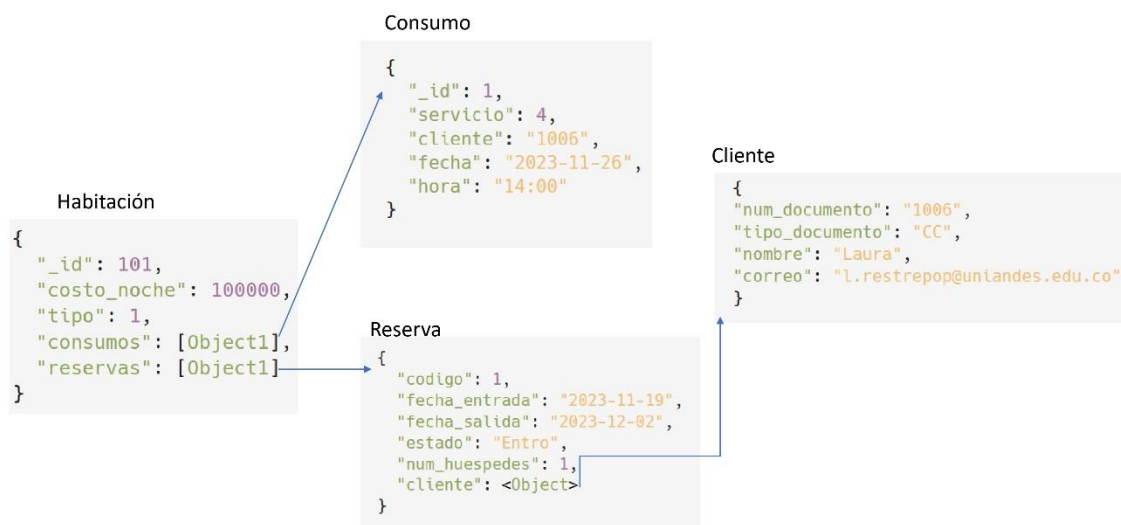 Consumo
{
"_id": 1,
"servicio": 4,
"cliente": "1006",
"fecha": "2023-11-26",
"hora": "14:00"
}
Cliente
{
"num_documento": "1006",
"tipo_documento": "CC",
"nombre": "Laura",
"correo": "l.restrepop@uniandes.edu.co"
}
Habitación
{
"_id": 101,
"costo_noche": 100000,
"tipo": 1,
"consumos": [Object1],
"reservas": [Object1]
}
Reserva
{
"codigo": 1,
"fecha_entrada": "2023-11-19",
"fecha_salida": "2023-12-02",
"estado": "Entro",
"num_huespedes": 1,
"cliente": <Object>
}